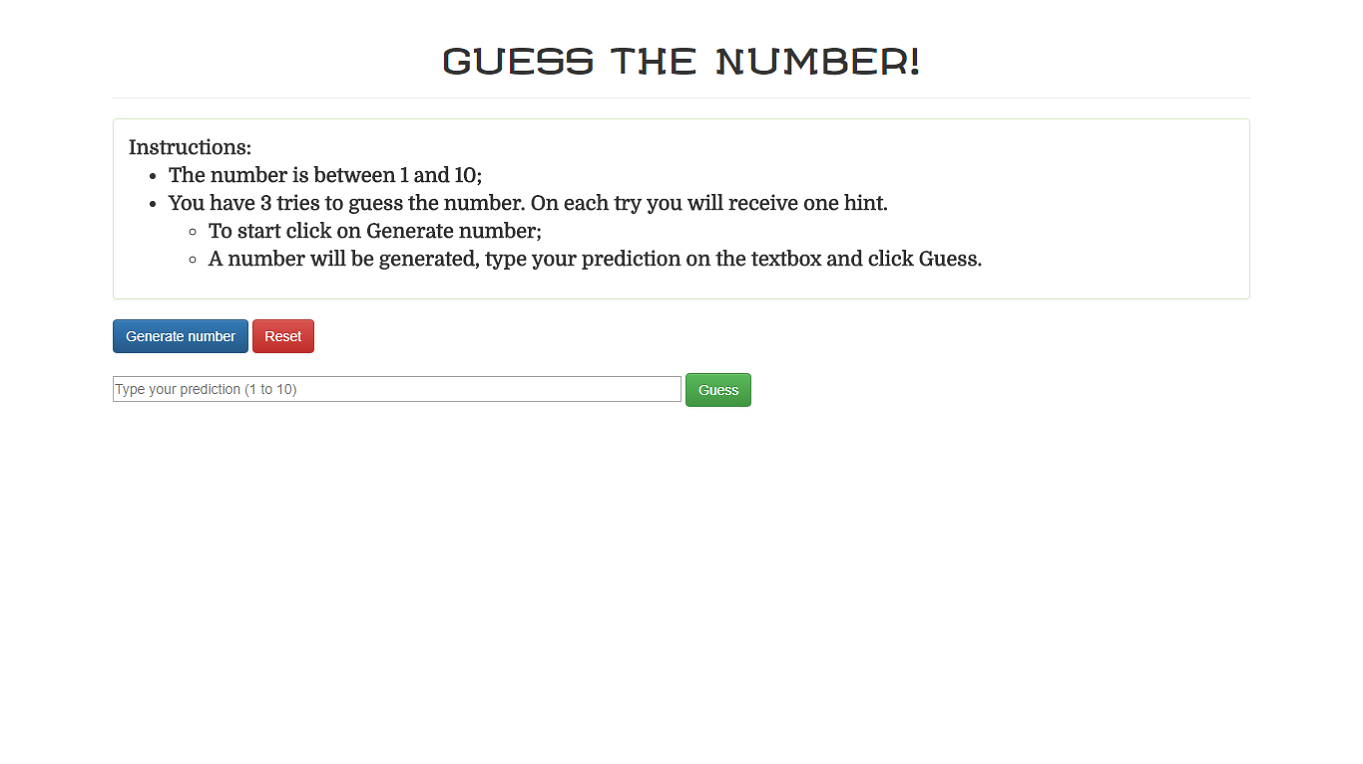 GUESS THE NUMBER!
Instructions:
The number is between 1 and 10;
You have 3 tries to guess the number. On each try you will receive one hint.
To start click on Generate number;
A number will be generated, type your prediction on the textbox and click Guess.
Generate number Reset
Type your prediction (1 to 10) Guess